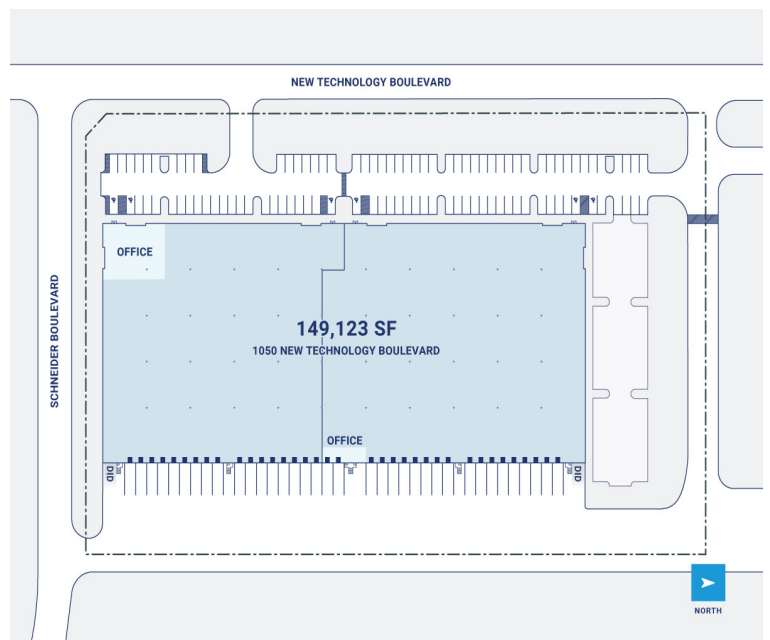 NEW TECHNOLOGY BOULEVARD
OFFICE
SCHNEIDER BOULEVARD
149,123 SF
1050 NEW TECHNOLOGY BOULEVARD
OFFICE
DID
DID
NORTH